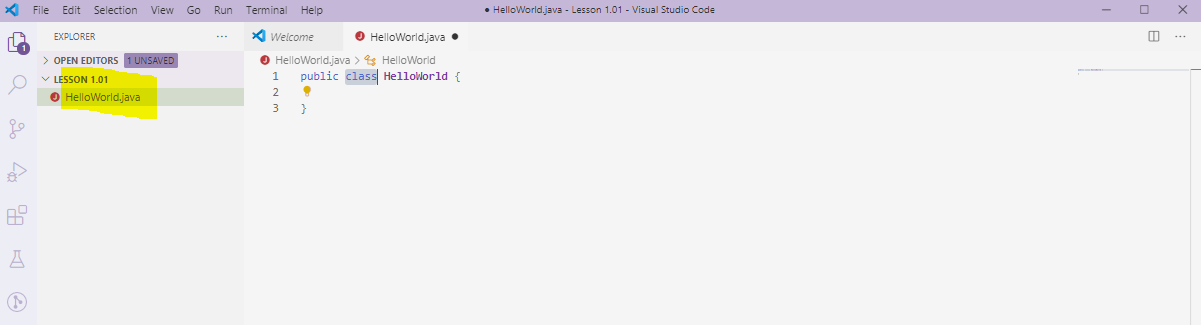 File Edit Selection View Go Run Terminal Help
● HelloWorld.java - Lesson 1.01 - Visual Studio Code
1
EXPLORER ···
OPEN EDITORS 1 UNSAVED
LESSON 1.01
HelloWorld.java
Welcome HelloWorld.java ●
HelloWorld.java > HelloWorld
1 public class HelloWorld {
2
3 }